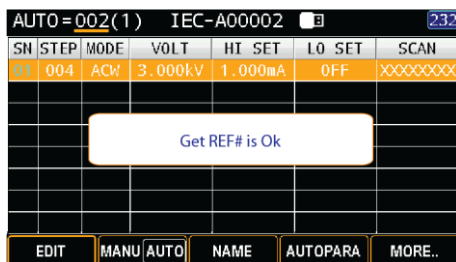 AUTO=002(1) IEC-A00002 232
SN STEP MODE VOLT HI SET LO SET SCAN
01 004 ACW 3.000kV 1.000mA OFF XXXXXXXX
Get REF# is Ok
EDIT MANU AUTO NAME AUTOPARA MORE..